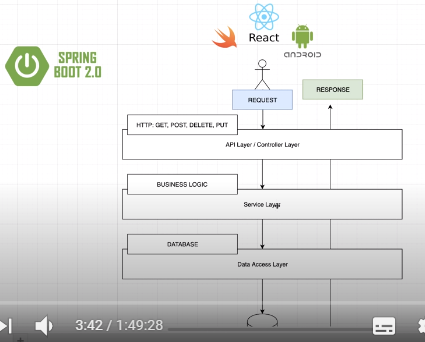 React
android
SPRING
BOOT 2.0
REQUEST
RESPONSE
HTTP: GET, POST, DELETE, PUT
API Layer / Controller Layer
BUSINESS LOGIC
Service Layer
DATABASE
Data Access Layer
3:42 / 1:49:28